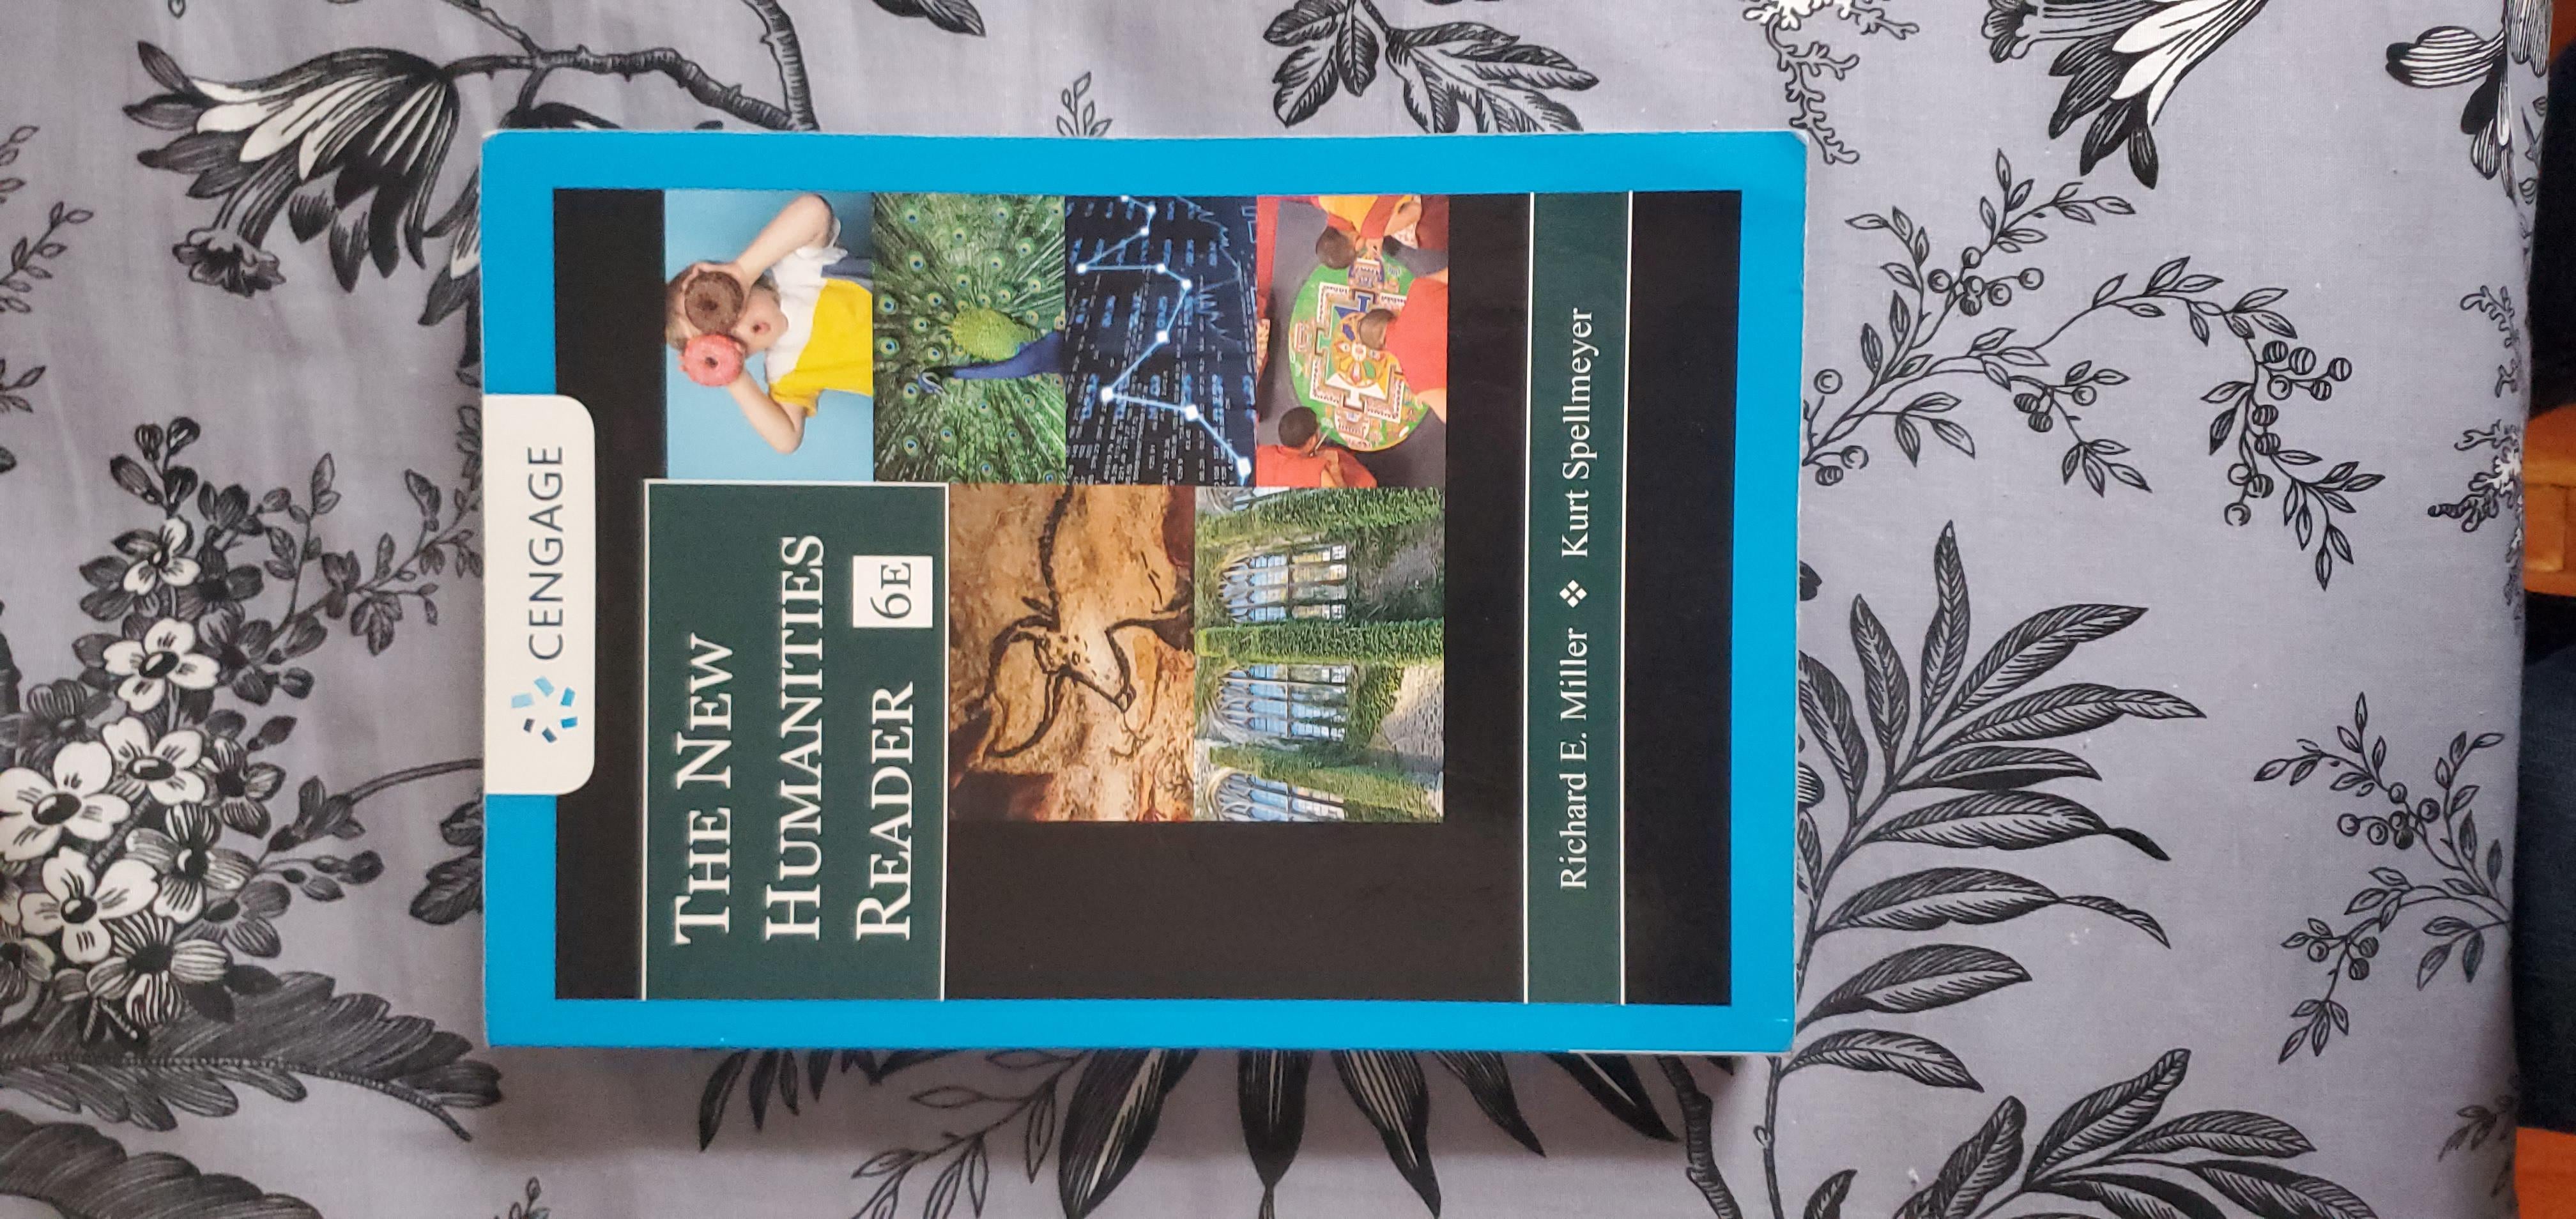 CENGAGE
THE NEW
HUMANITIES
READER 6E
Richard E. Miller ❖ Kurt Spellmeyer